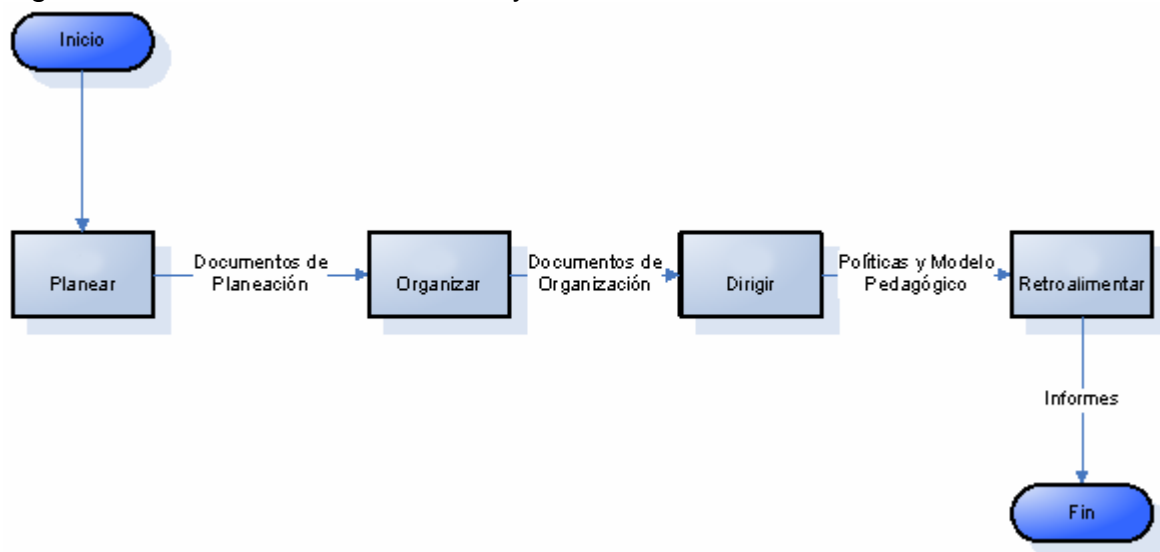 Inicio
Planear
Documentos de
Planeación
Organizar
Documentos de
Organización
Dirigir
Políticas y Modelo
Pedagógico
Retroalimentar
Informes
Fin